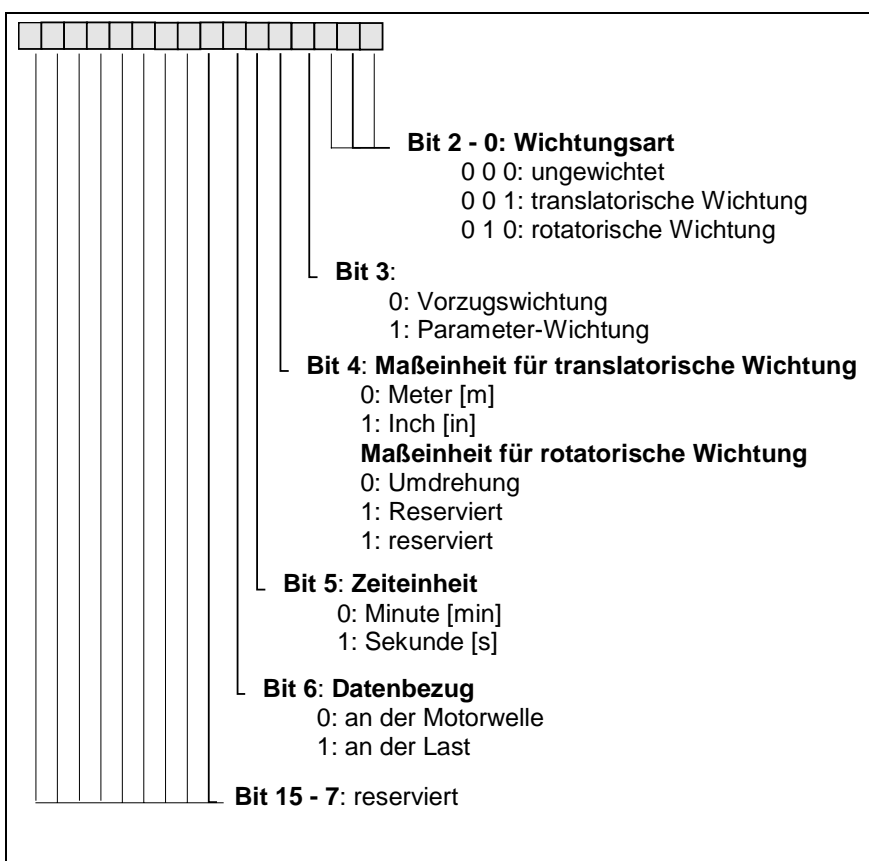 Bit 2 - 0: Wichtungsart
0 0 0: ungewichtet
0 0 1: translatorische Wichtung
0 1 0: rotatorische Wichtung
Bit 3:
0: Vorzugswichtung
1: Parameter-Wichtung
Bit 4: Maßeinheit für translatorische Wichtung
0: Meter [m]
1: Inch [in]
Maßeinheit für rotatorische Wichtung
0: Umdrehung
1: Reserviert
1: reserviert
Bit 5: Zeiteinheit
0: Minute [min]
1: Sekunde [s]
Bit 6: Datenbezug
0: an der Motorwelle
1: an der Last
Bit 15 - 7: reserviert